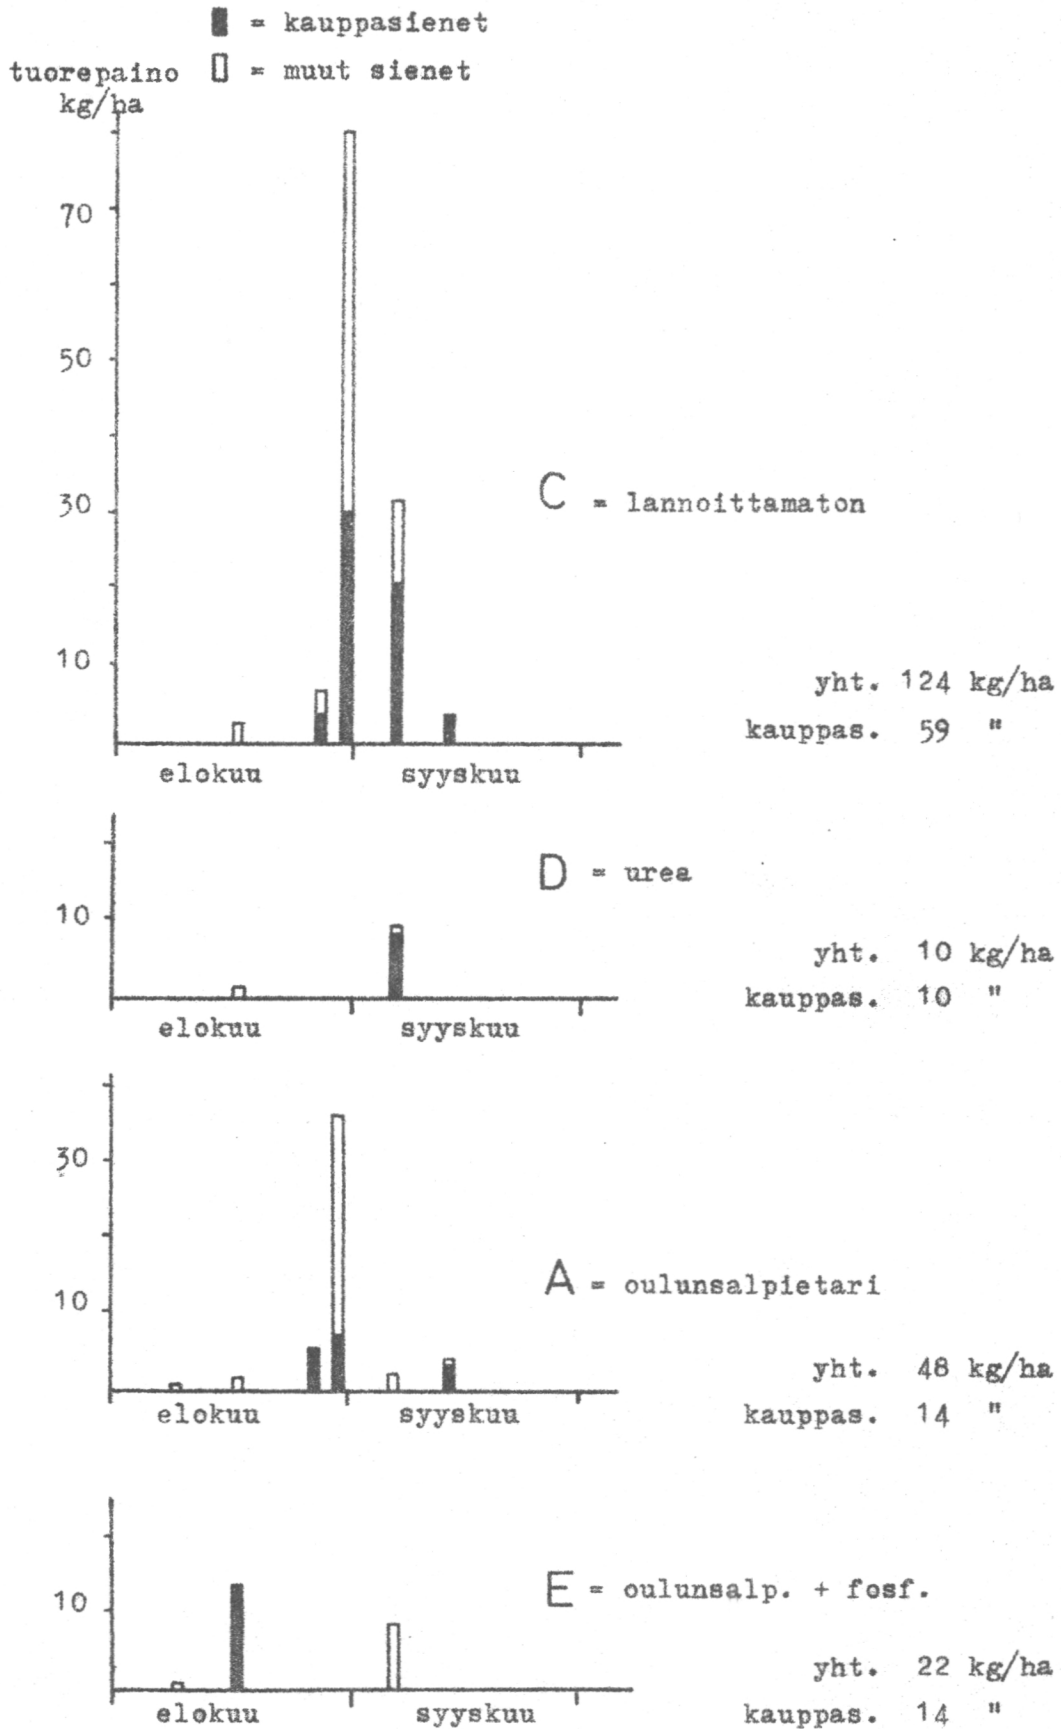 = kauppasienet
tuorepaino = muut sienet
kg/ha
70
50
30
10
C = lannoittamaton
yht. 124 kg/ha
kauppas. 59 "
elokuu syyskuu
D = urea
10
yht. 10 kg/ha
kauppas. 10 "
elokuu syyskuu
30
10
A = oulunsalpietari
yht. 48 kg/ha
kauppas. 14 "
elokuu syyskuu
E = oulunsalp. + fosf.
10
yht. 22 kg/ha
kauppas. 14 "
elokuu syyskuu